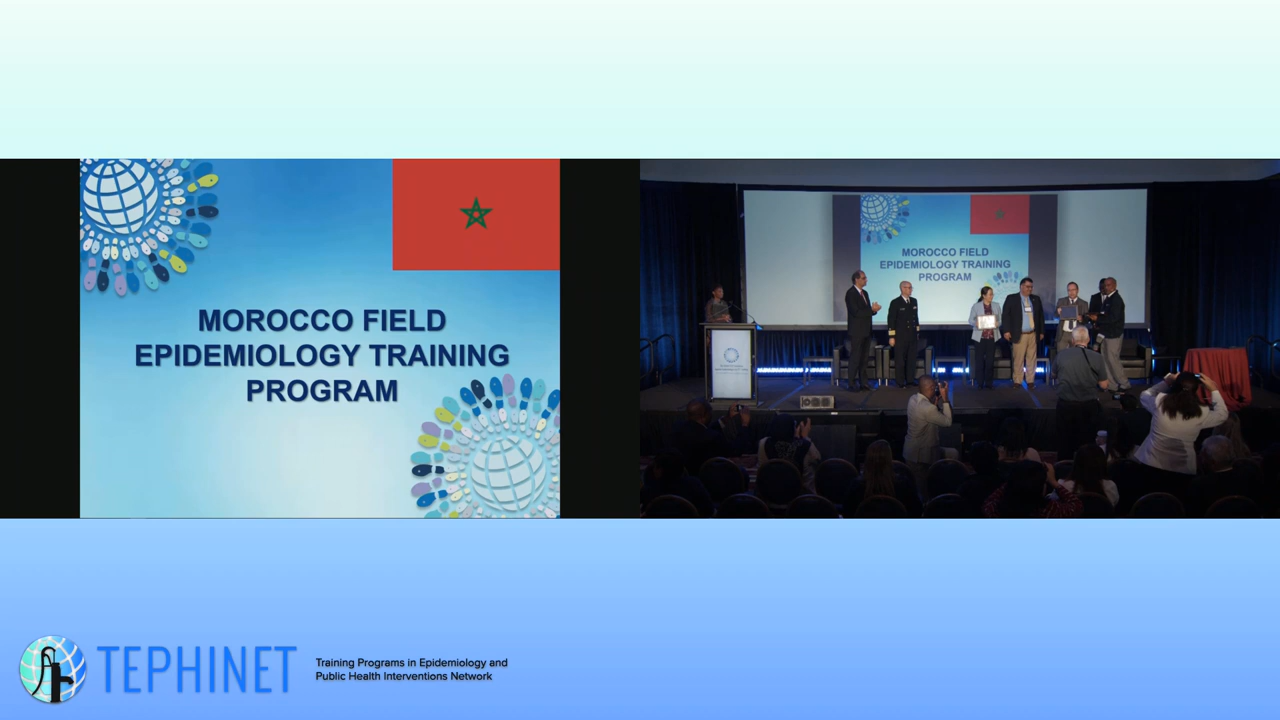 MOROCCO FIELD
EPIDEMIOLOGY TRAINING
PROGRAM
MOROCCO FIELD
EPIDEMIOLOGY TRAINING
PROGRAM
TEPHINET
Training Programs in Epidemiology and
Public Health Interventions Network